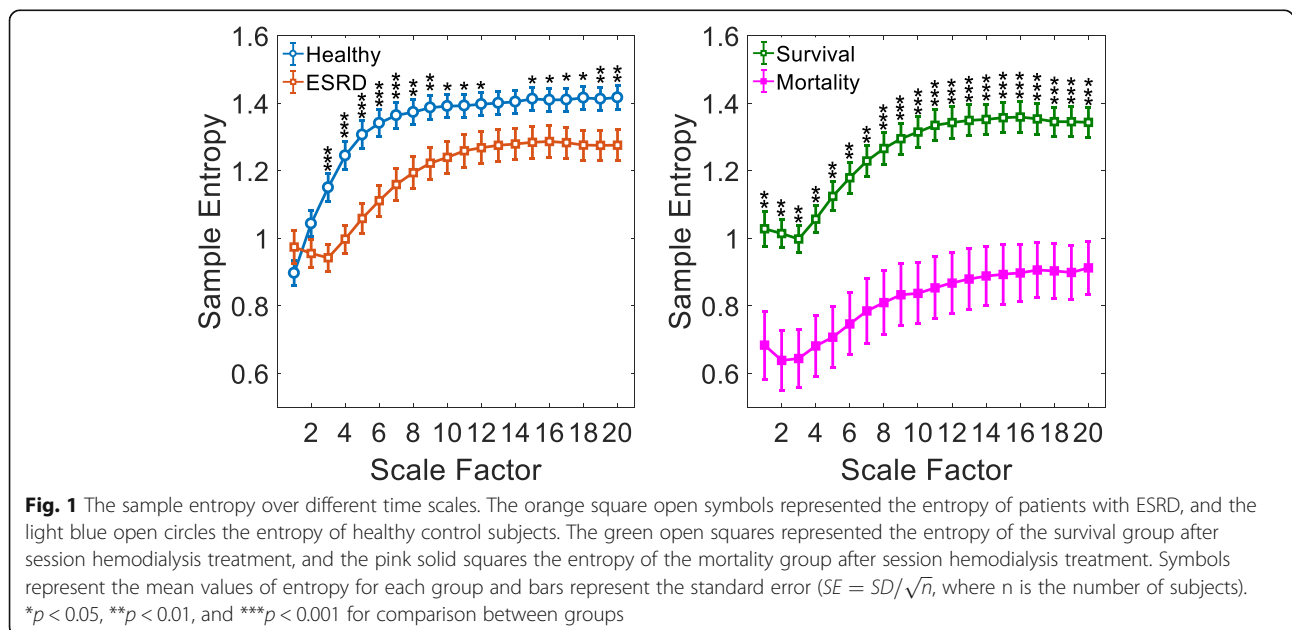 1.6
1.4
1.2
1
0.8
0.6
Sample Entropy
Healthy
ESRD
*** *** *** *** *** ** ** * * * * * * * ** **
2 4 6 8 10 12 14 16 18 20
Scale Factor
1.6
1.4
1.2
1
0.8
0.6
Sample Entropy
Survival
Mortality
** ** ** ** ** ** ** *** ** *** *** *** *** *** *** *** *** *** *** ***
2 4 6 8 10 12 14 16 18 20
Scale Factor
Fig. 1 The sample entropy over different time scales. The orange square open symbols represented the entropy of patients with ESRD, and the
light blue open circles the entropy of healthy control subjects. The green open squares represented the entropy of the survival group after
session hemodialysis treatment, and the pink solid squares the entropy of the mortality group after session hemodialysis treatment. Symbols
represent the mean values of entropy for each group and bars represent the standard error (SE = SD/√n, where n is the number of subjects).
*p < 0.05, **p < 0.01, and ***p < 0.001 for comparison between groups